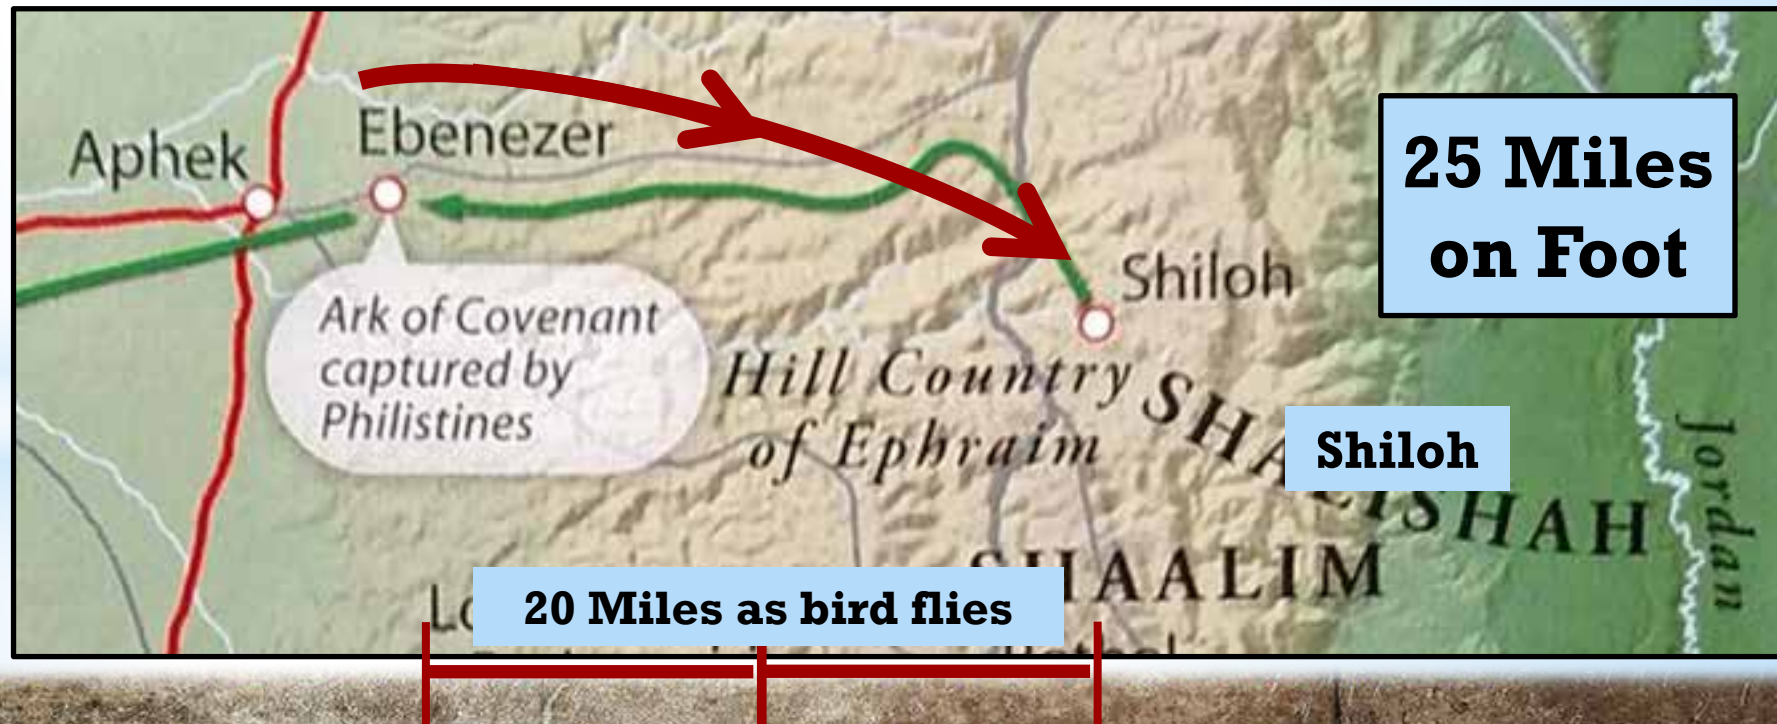 Aphek
Ebenezer
25 Miles
on Foot
Shiloh
Ark of Covenant
captured by
Philistines
Hill Country
of Ephraim
Shiloh
Jordan
SHAALIM
20 Miles as bird flies